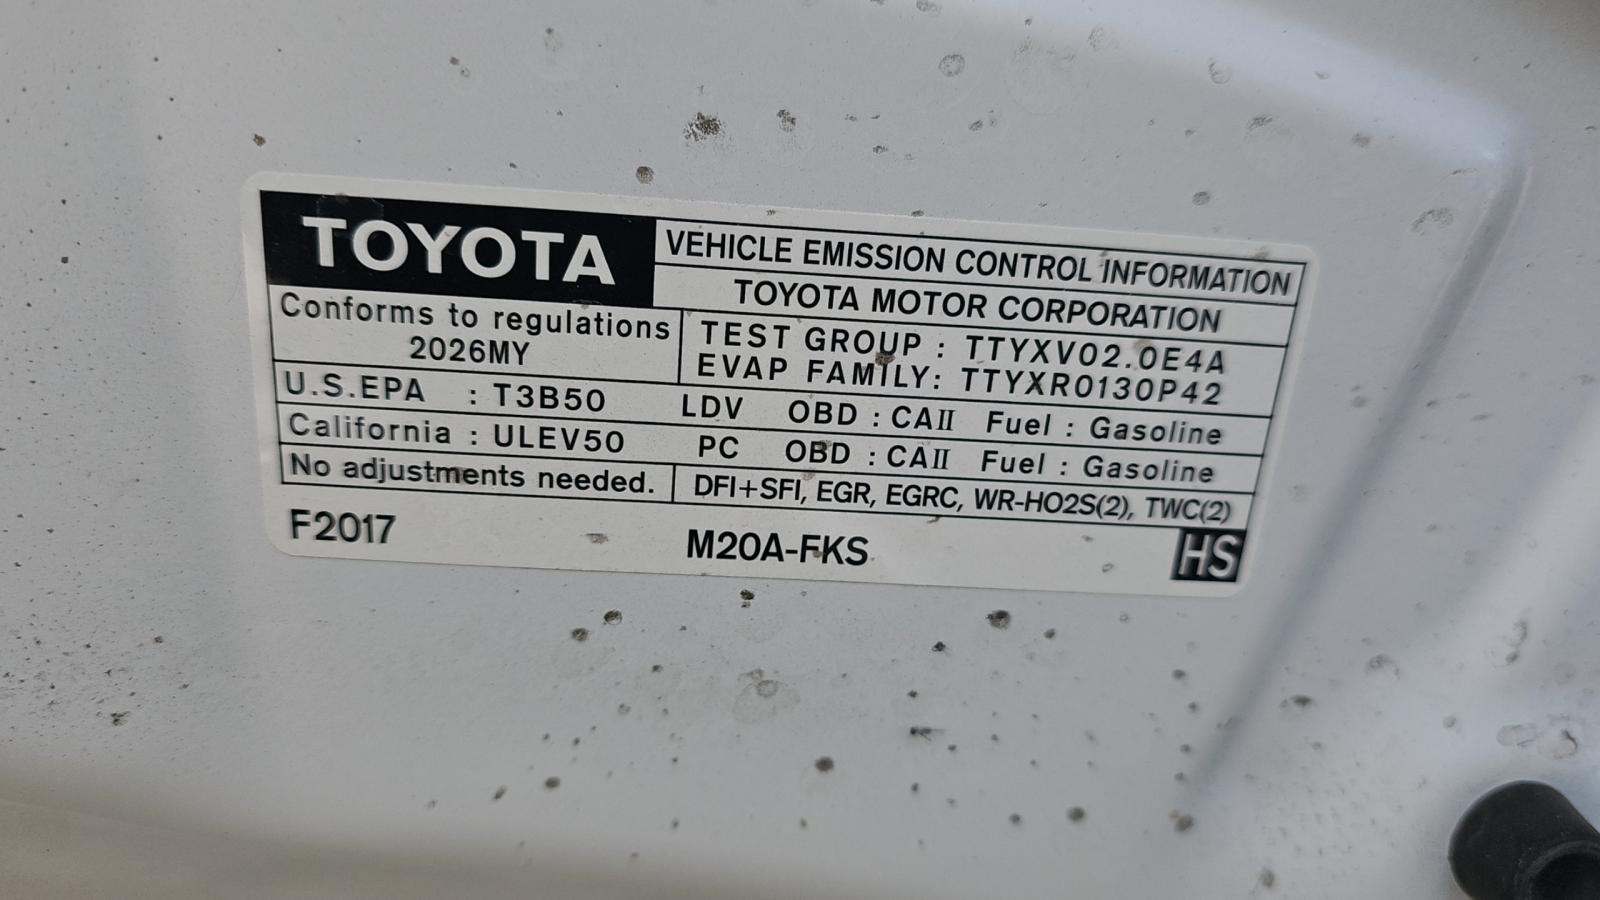 TOYOTA
VEHICLE EMISSION CONTROL INFORMATION
TOYOTA MOTOR CORPORATION
Conforms to regulations
2026MY
TEST GROUP : TTYXV02.0E4A
EVAP FAMILY: TTYXR0130P42
U.S.EPA : T3B50 LDV OBD : CAII Fuel : Gasoline
California : ULEV50 PC OBD : CAII Fuel : Gasoline
No adjustments needed. DFI+SFI, EGR, EGRC, WR-HO2S(2), TWC(2)
F2017 M20A-FKS HS